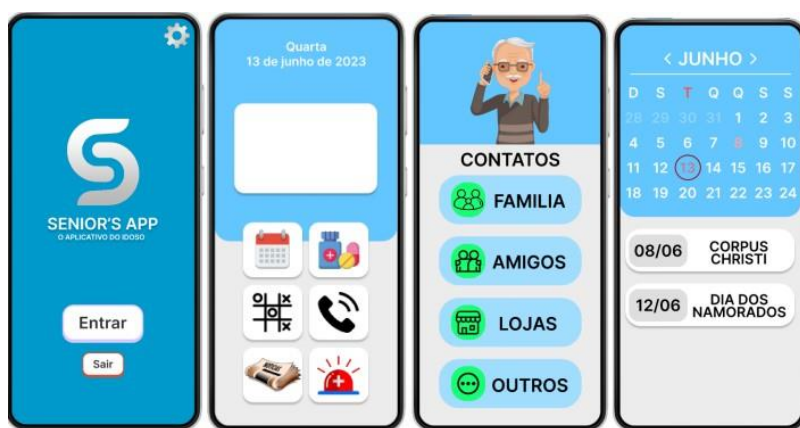 SENIOR'S APP
O APLICATIVO DO IDOSO
Entrar
Sair
Quarta
13 de junho de 2023
CONTATOS
FAMILIA
AMIGOS
LOJAS
OUTROS
< JUNHO >
D S T Q Q S S
28 29 30 31 1 2 3
4 5 6 7 8 9 10
11 12 13 14 15 16 17
18 19 20 21 22 23 24
08/06 CORPUS
CHRISTI
12/06 DIA DOS
NAMORADOS